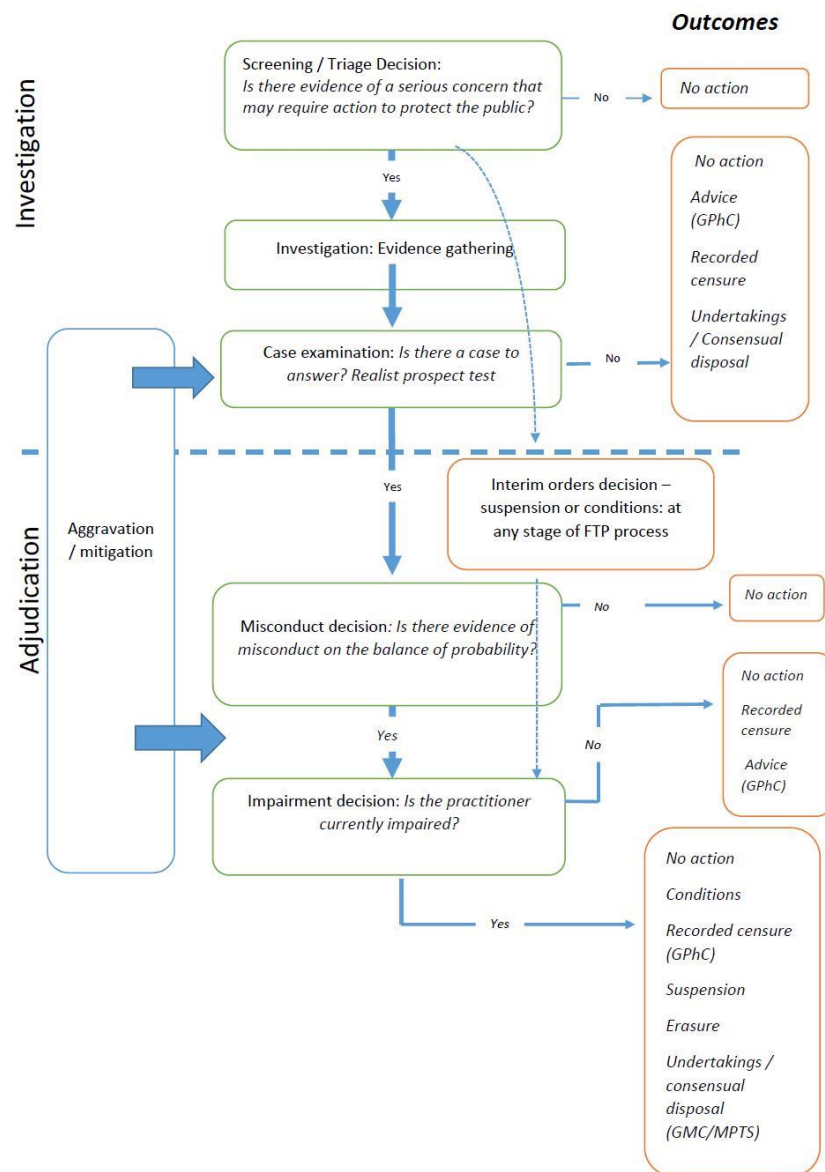 Outcomes
Investigation
Screening / Triage Decision:
Is there evidence of a serious concern that
may require action to protect the public?
No
No action
Yes
Investigation: Evidence gathering
No action
Advice
(GPhC)
Recorded
censure
Undertakings
/ Consensual
disposal
Case examination: Is there a case to
answer? Realist prospect test
No
Yes
Adjudication
Aggravation
/ mitigation
Interim orders decision –
suspension or conditions: at
any stage of FTP process
Misconduct decision: Is there evidence of
misconduct on the balance of probability?
No
No action
Yes
No
No action
Recorded
censure
Advice
(GPhC)
Impairment decision: Is the practitioner
currently impaired?
Yes
No action
Conditions
Recorded censure
(GPhC)
Suspension
Erasure
Undertakings /
consensual
disposal
(GMC/MPTS)